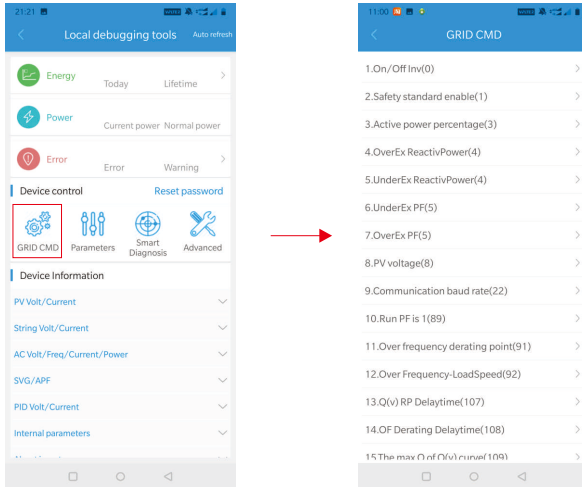 21:21
Local debugging tools
Auto refresh
Energy
Today
Lifetime
Power
Current power
Normal power
Error
Error
Warning
Device control
Reset password
GRID CMD
Parameters
Smart
Diagnosis
Advanced
Device Information
PV Volt/Current
String Volt/Current
AC Volt/Freq/Current/Power
SVG/APF
PID Volt/Current
Internal parameters
11:00
GRID CMD
1.On/Off Inv(0)
2.Safety standard enable(1)
3.Active power percentage(3)
4.OverEx ReactivPower(4)
5.UnderEx ReactivPower(4)
6.UnderEx PF(5)
7.OverEx PF(5)
8.PV voltage(8)
9.Communication baud rate(22)
10.Run PF is 1(89)
11.Over frequency derating point(91)
12.Over Frequency-LoadSpeed(92)
13.Q(v) RP Delaytime(107)
14.OF Derating Delaytime(108)
15.The max Q of Q(v) curve(109)